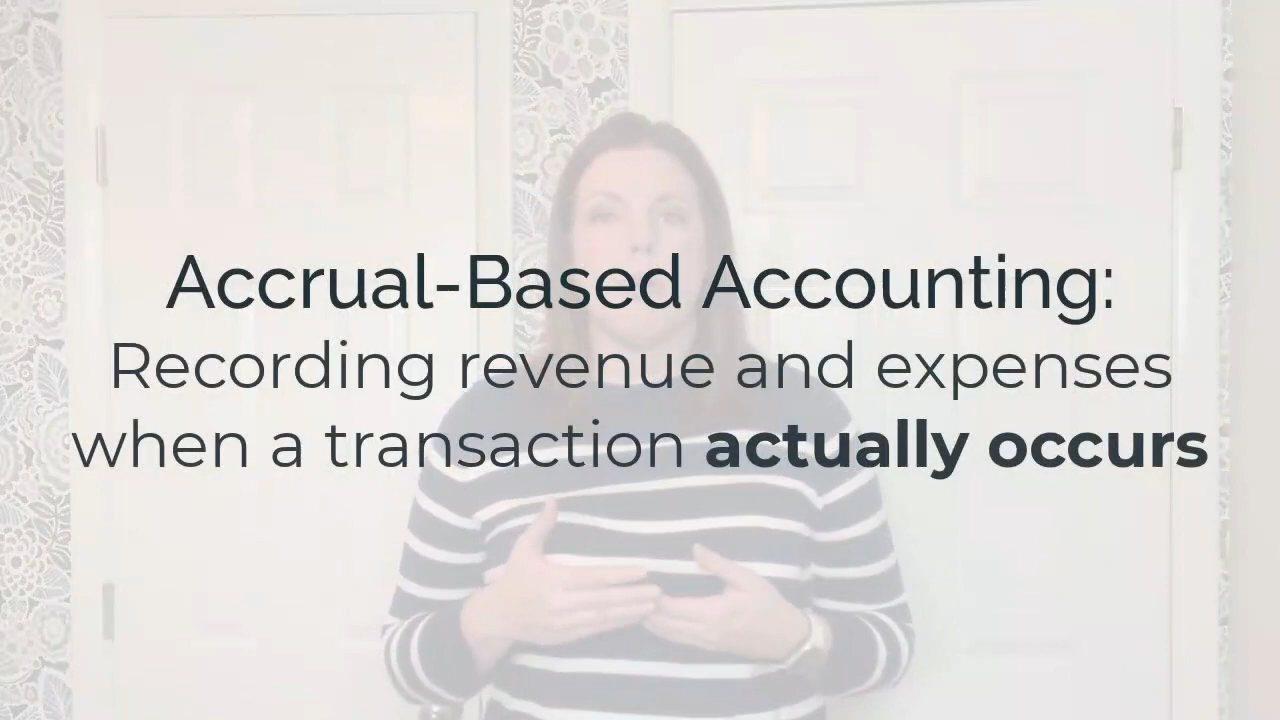 Accrual-Based Accounting:
Recording revenue and expenses
when a transaction actually occurs